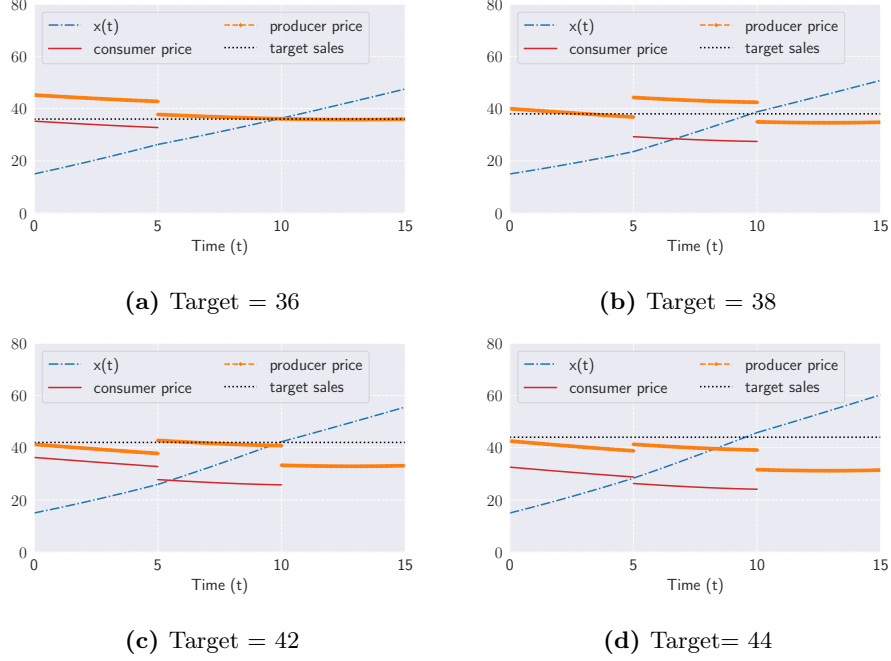 80
60
40
20
0
x(t)
consumer price
producer price
target sales
0 5 10 15
Time (t)
(a) Target = 36
80
60
40
20
0
x(t)
consumer price
producer price
target sales
0 5 10 15
Time (t)
(b) Target = 38
80
60
40
20
0
x(t)
consumer price
producer price
target sales
0 5 10 15
Time (t)
(c) Target = 42
80
60
40
20
0
x(t)
consumer price
producer price
target sales
0 5 10 15
Time (t)
(d) Target= 44